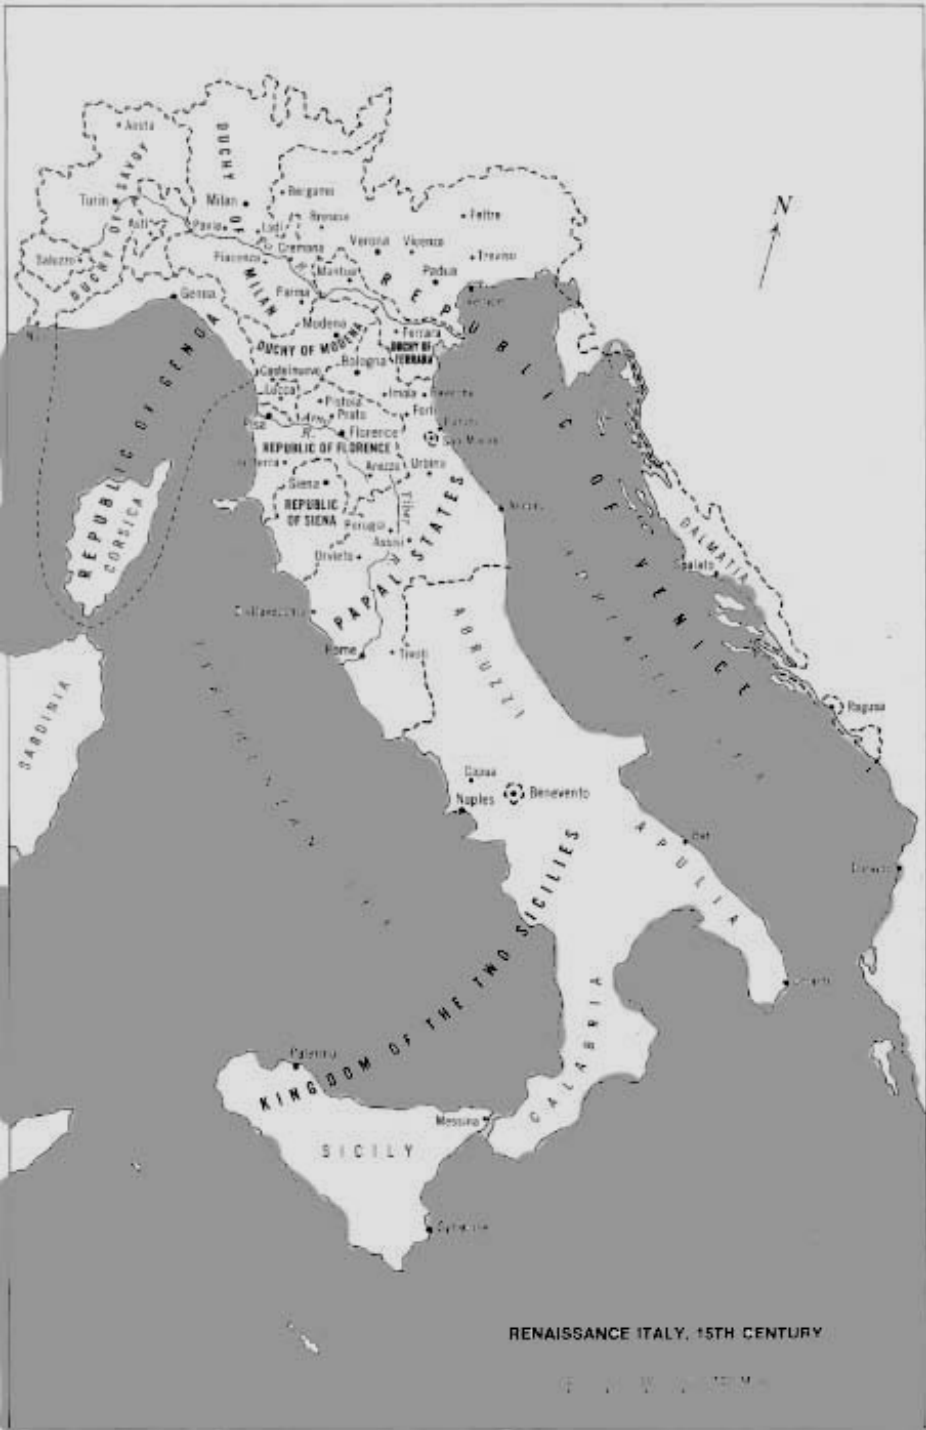 Aosta
DUCHY OF SAVOY
DUCHY OF MILAN
Turin
Milan
Bergamo
Brescia
Feltre
Asti
Pavia
Lodi
Verona
Vicenza
Treviso
Saluzzo
Piacenza
Cremona
Mantua
Padua
Parma
Genoa
REPUBLIC OF VENICE
Modena
Ferrara
DUCHY OF MODENA
DUCHY OF FERRARA
Bologna
Castelnuovo
Lucca
Pistoia
Imola
Forli
Prato
Pisa
Arno R.
Florence
San Marino
REPUBLIC OF FLORENCE
Arezzo
Urbino
Siena
REPUBLIC OF SIENA
Tiber R.
Perugia
Assisi
Orvieto
PAPAL STATES
REPUBLIC OF GENOA
CORSICA
DALMATIA
Spalato
Civitavecchia
ABRUZZI
Rome
Tivoli
SARDINIA
Ragusa
Capua
Benevento
Naples
APULIA
KINGDOM OF THE TWO SICILIES
CALABRIA
Palermo
Messina
SICILY
N
RENAISSANCE ITALY, 15TH CENTURY